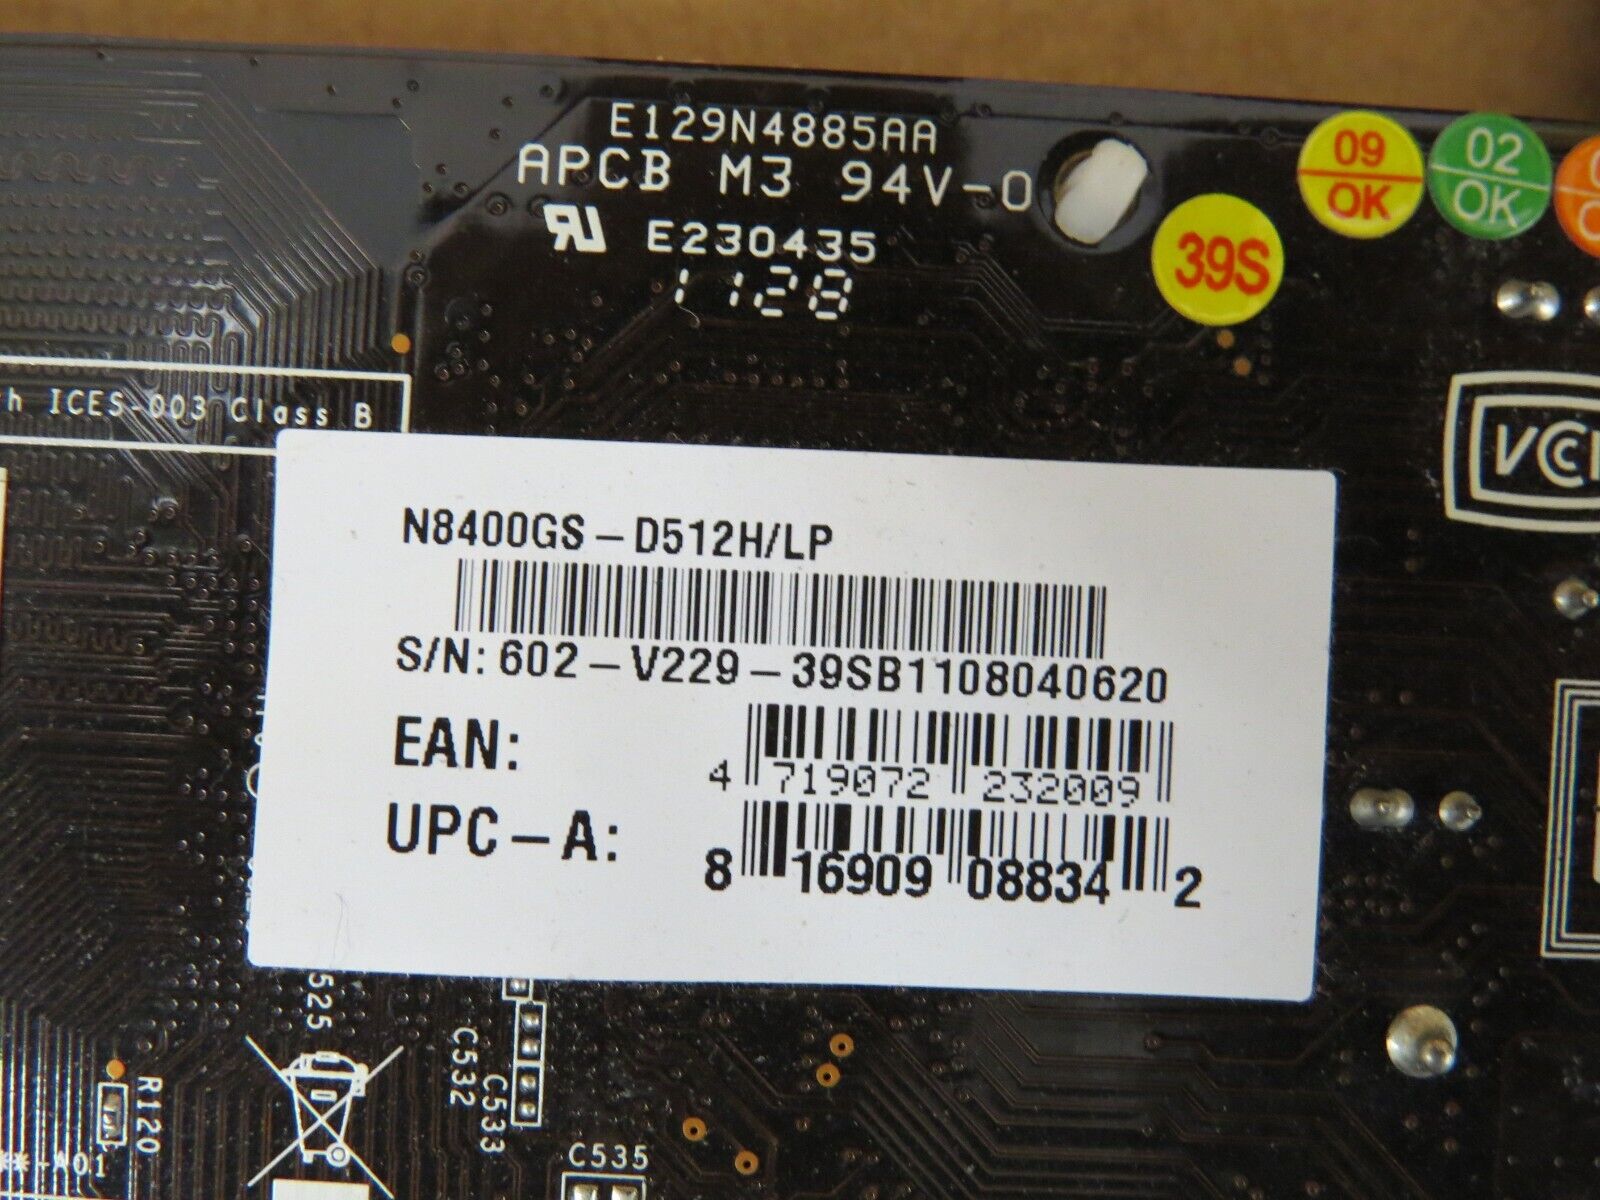 E129N4885AA
APCB M3 94V-0
E230435
1128
09
OK
02
OK
39S
h ICES-003 Class B
N8400GS-D512H/LP
S/N: 602-V229-39SB1108040620
EAN:
4 719072 232009
UPC-A:
8 16909 08834 2
525
C532
C533
R120
**-A01
C535